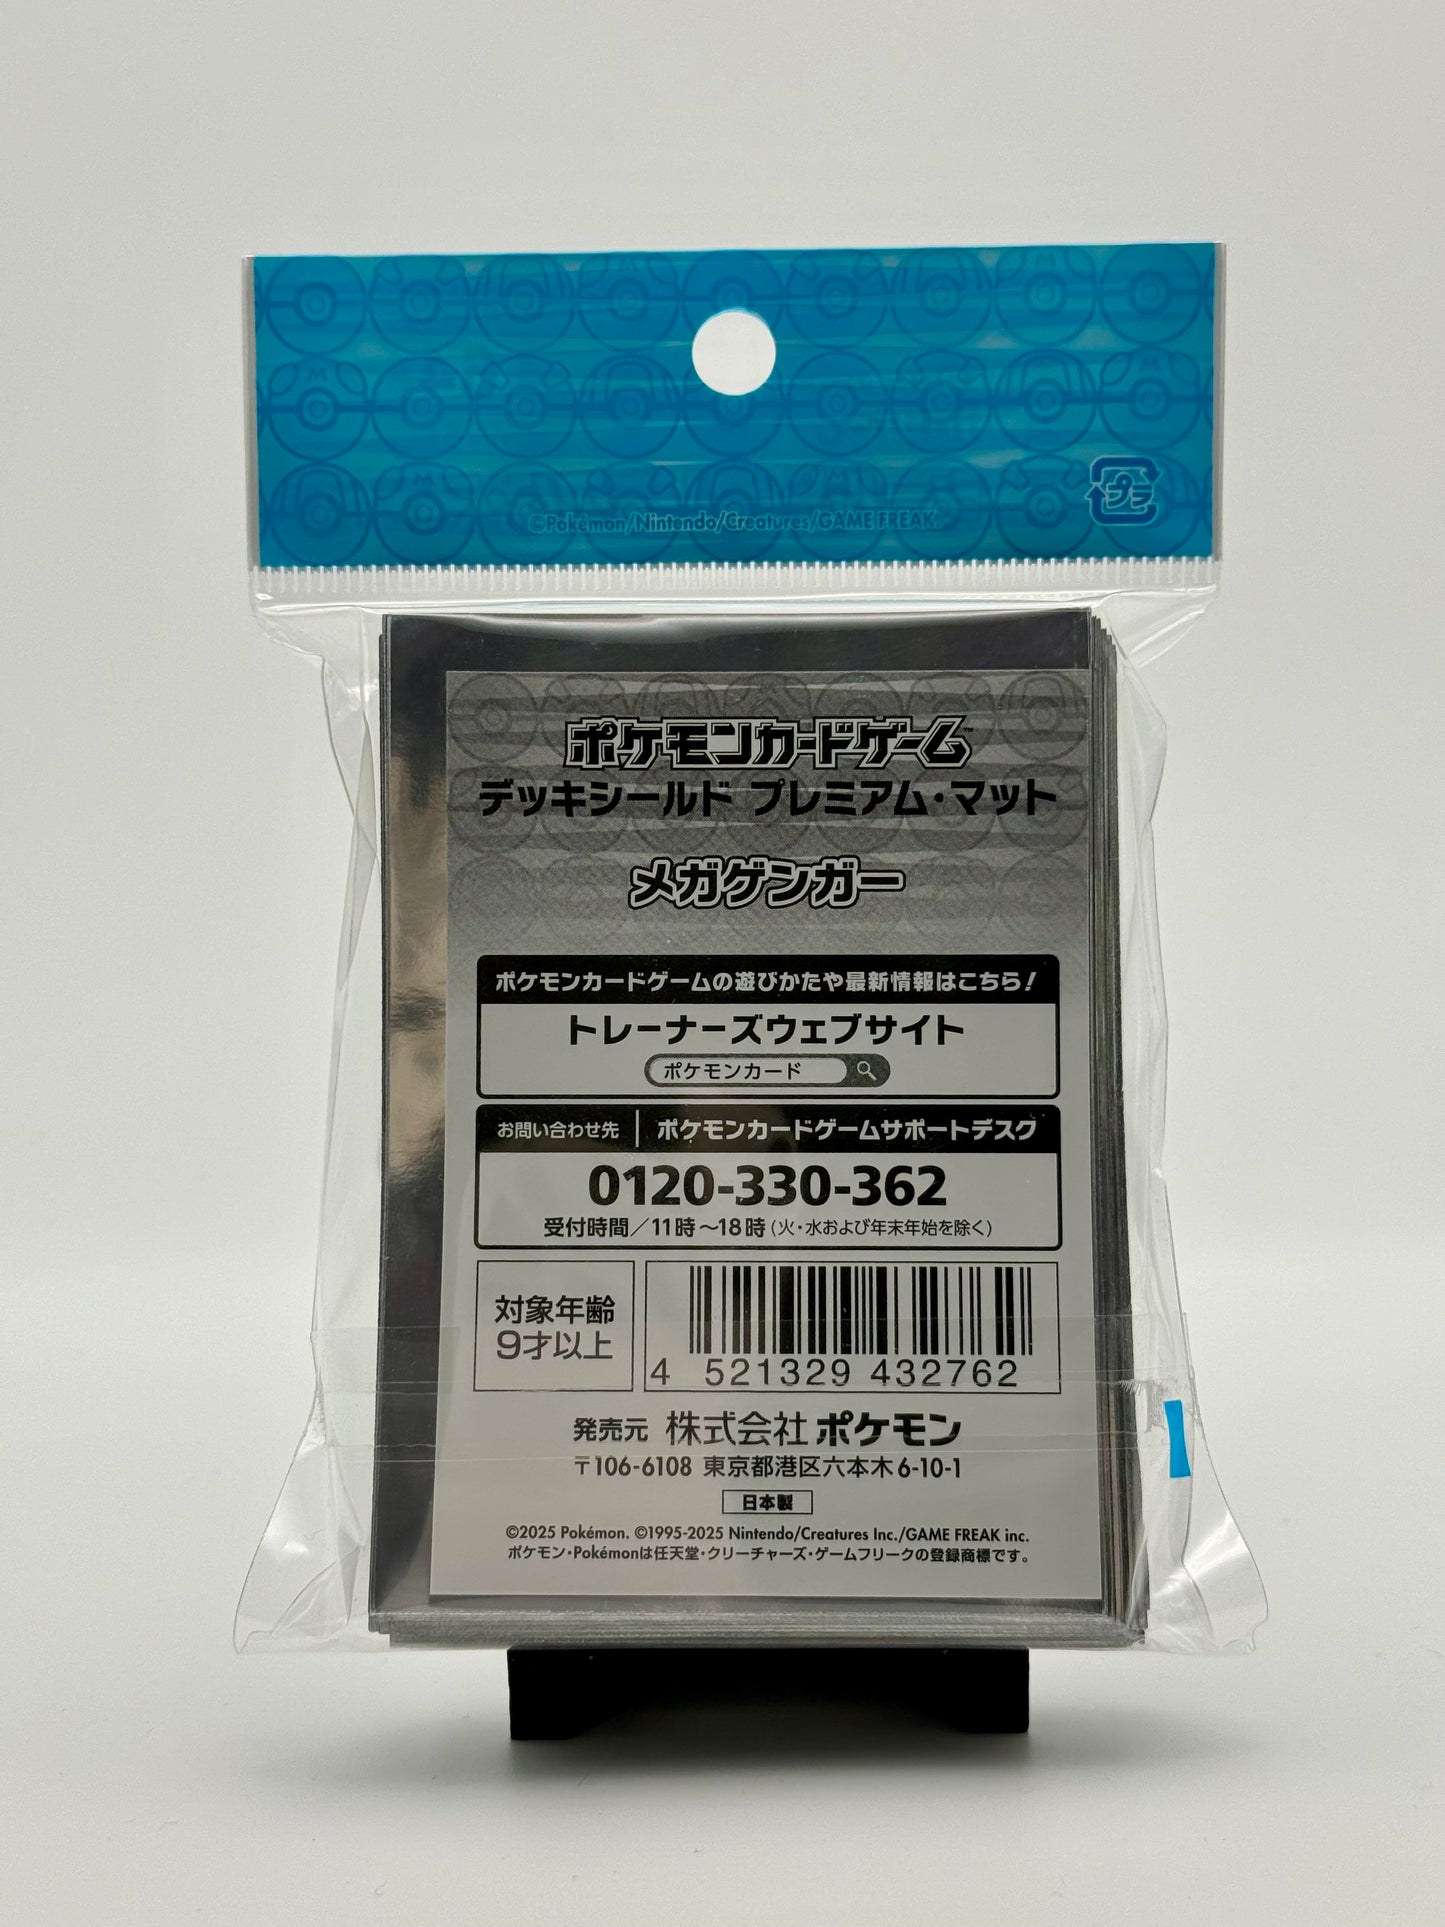 プラ
©Pokémon/Nintendo/Creatures/GAME FREAK.
ポケモンカードゲーム™
デッキシールド プレミアム・マット
メガゲンガー
ポケモンカードゲームの遊びかたや最新情報はこちら!
トレーナーズウェブサイト
ポケモンカード
お問い合わせ先 ポケモンカードゲームサポートデスク
0120-330-362
受付時間/11時~18時(火・水および年末年始を除く)
対象年齢
9才以上
4 521329 432762
発売元 株式会社 ポケモン
〒106-6108 東京都港区六本木6-10-1
日本製
©2025 Pokémon. ©1995-2025 Nintendo/Creatures Inc./GAME FREAK inc.
ポケモン・Pokémonは任天堂・クリーチャーズ・ゲームフリークの登録商標です。